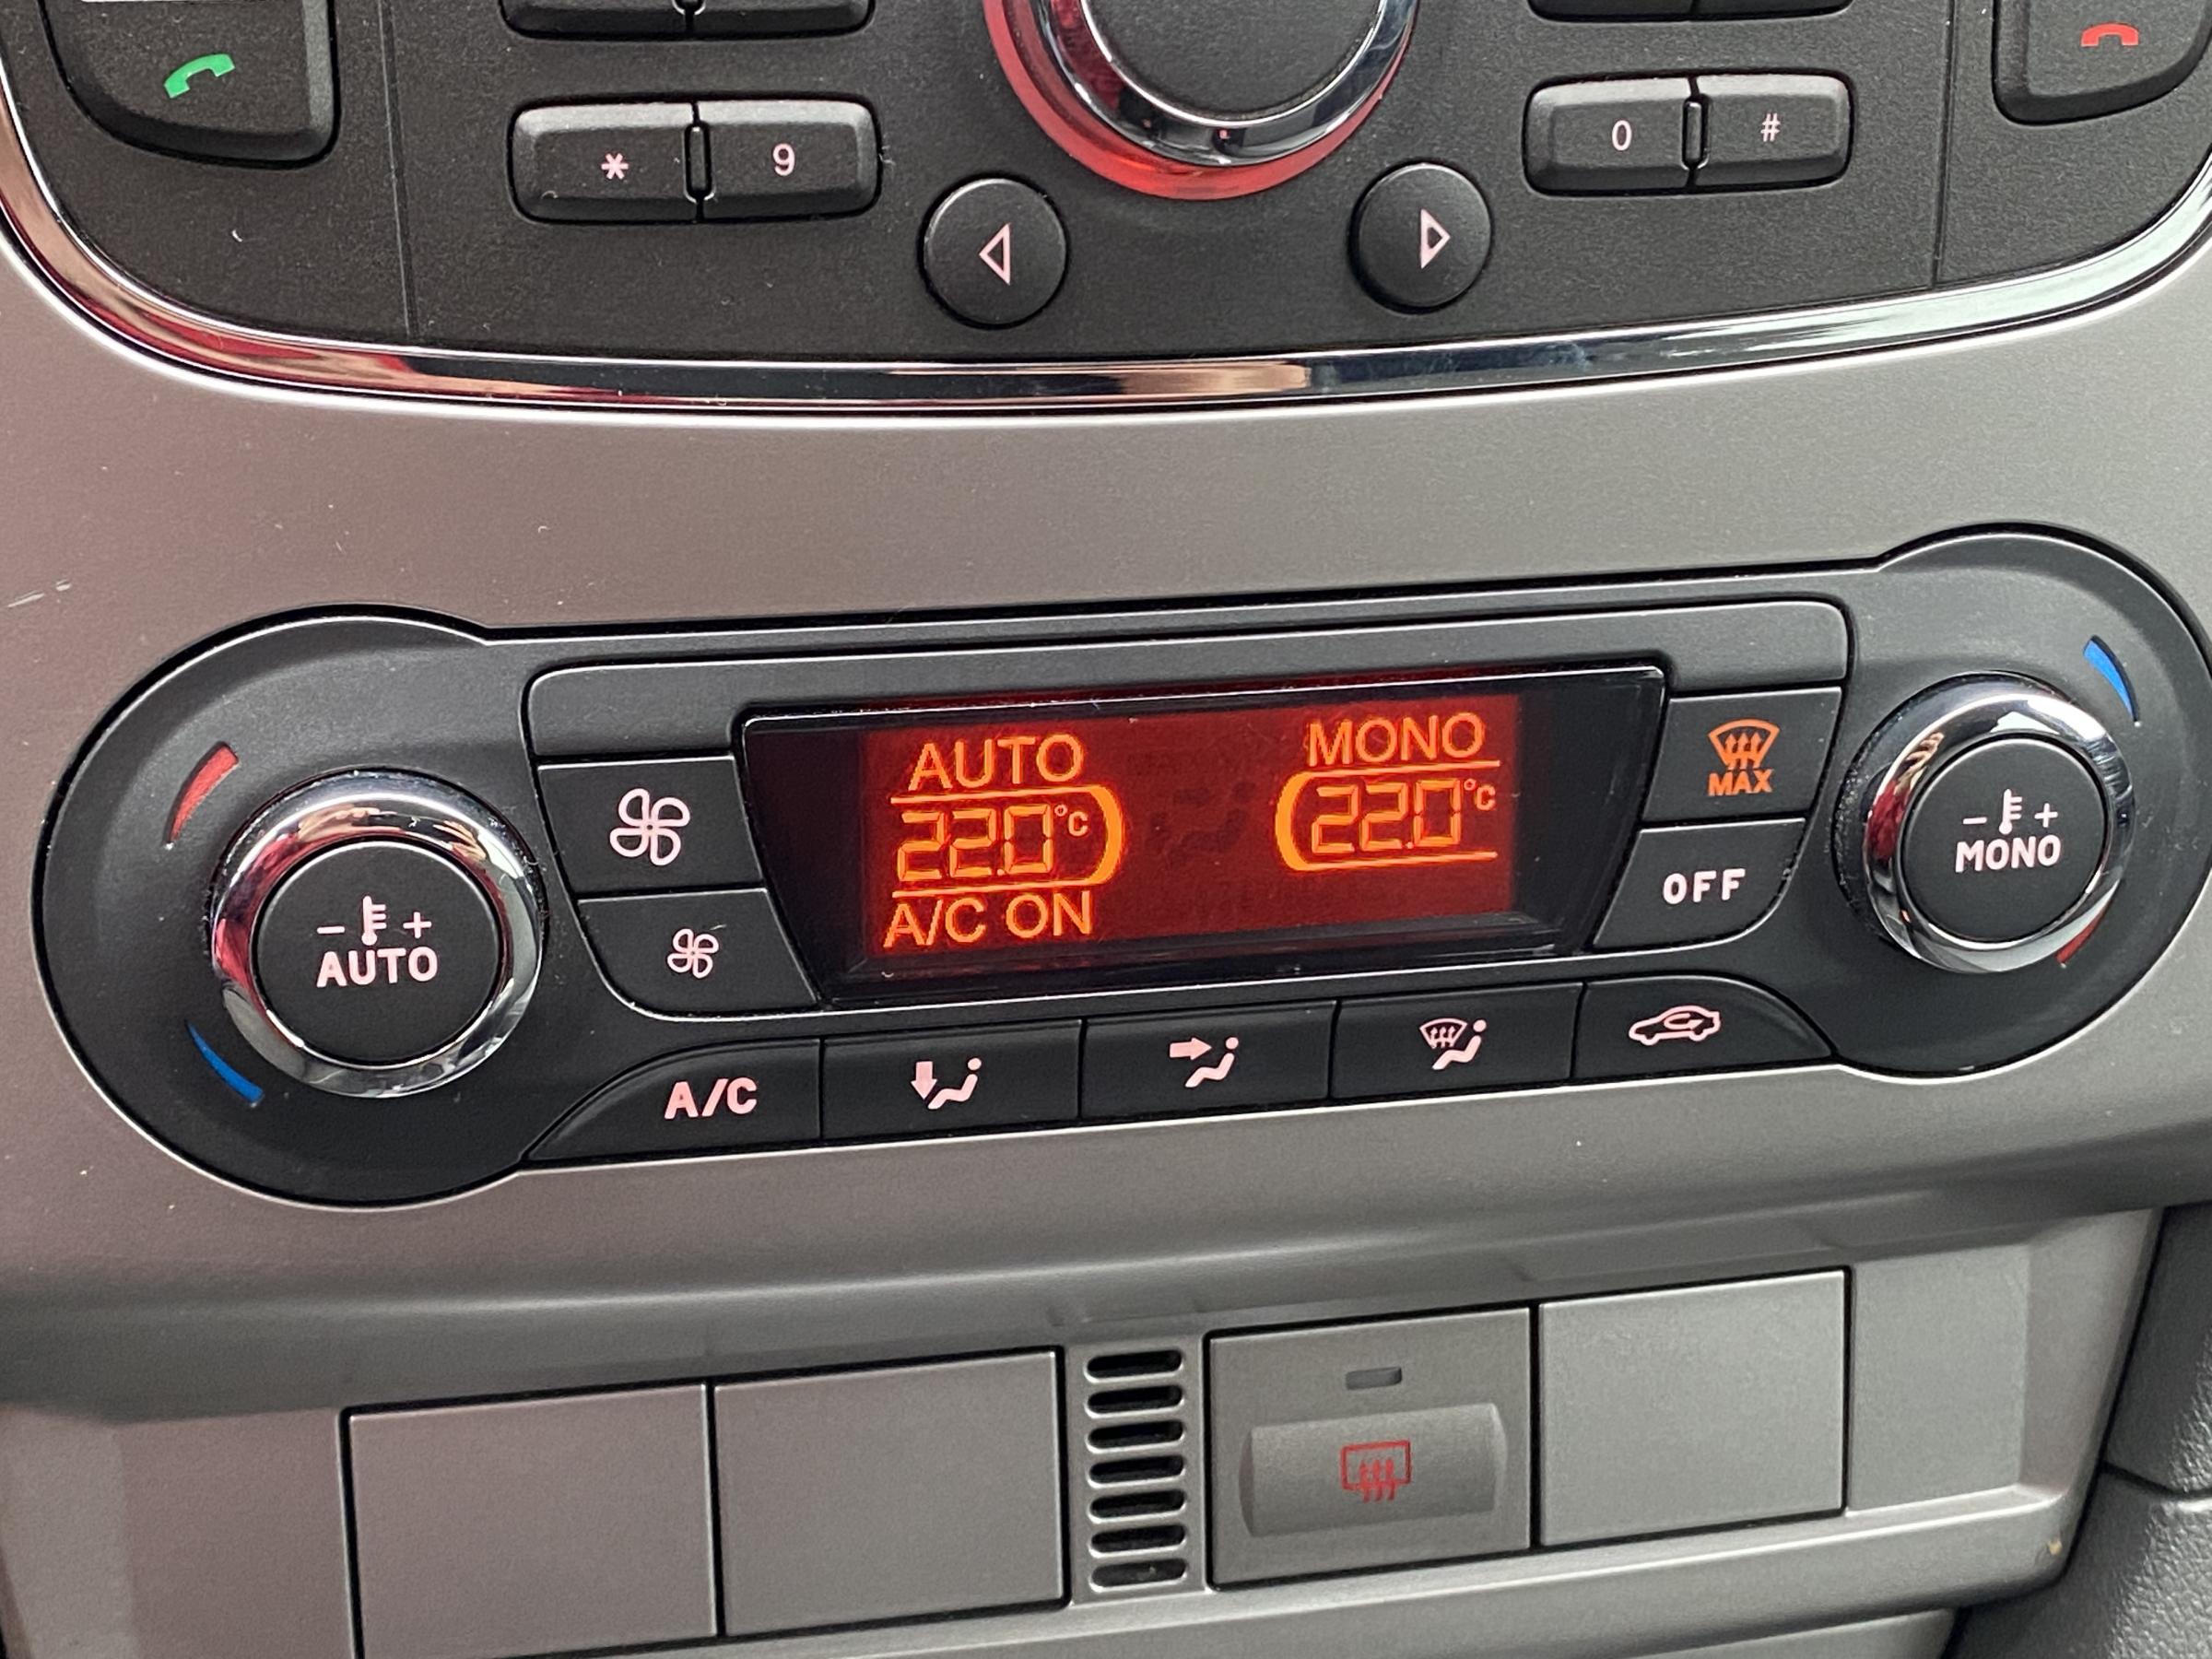 * 9
0 #
AUTO
MONO
22.0°C
22.0°C
A/C ON
MAX
OFF
- +
AUTO
- +
MONO
A/C